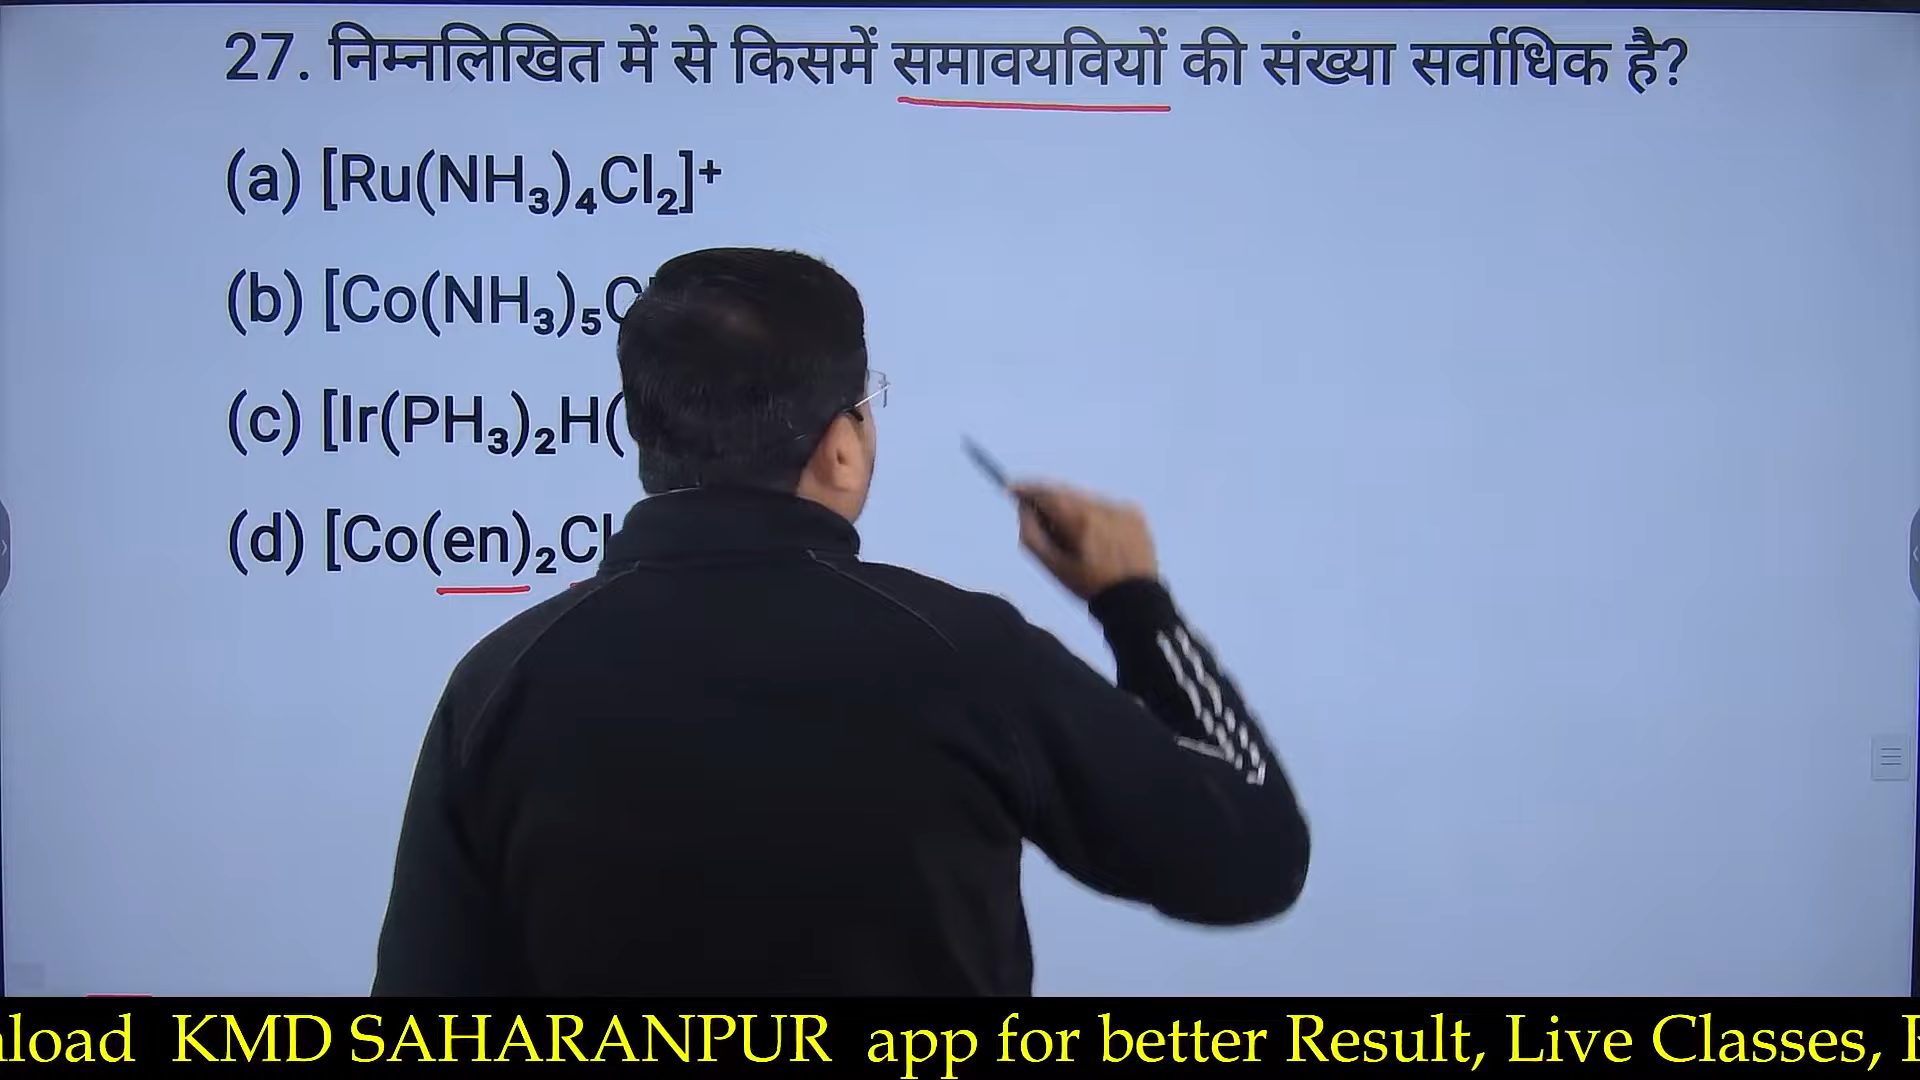 27. निम्नलिखित में से किसमें समावयवियों की संख्या सर्वाधिक है?
(a) [Ru(NH₃)₄Cl₂]⁺
(b) [Co(NH₃)₅C
(c) [Ir(PH₃)₂H(
(d) [Co(en)₂Cl
KMD SAHARANPUR app for better Result, Live Classes,